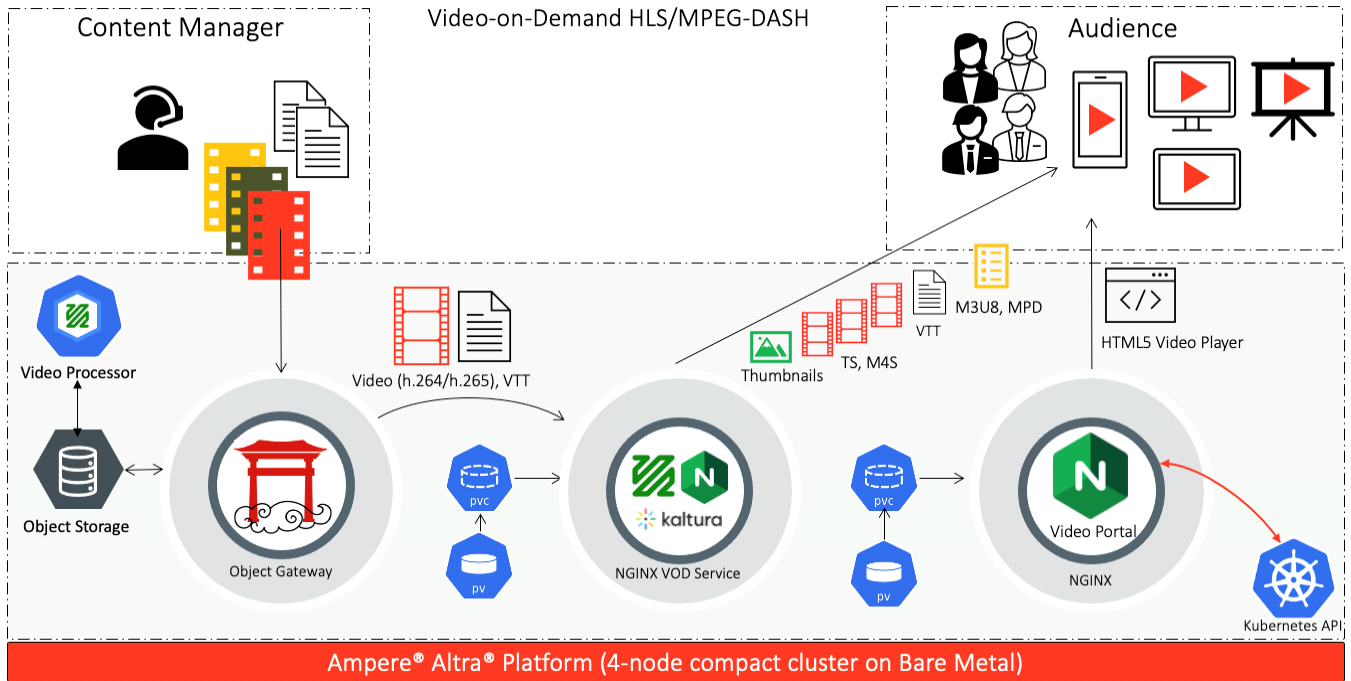 Video-on-Demand HLS/MPEG-DASH
Content Manager
Audience
Video Processor
Object Storage
Video (h.264/h.265), VTT
Thumbnails
TS, M4S
VTT
M3U8, MPD
HTML5 Video Player
Object Gateway
pvc
pv
kaltura
NGINX VOD Service
pvc
pv
N
Video Portal
NGINX
Kubernetes API
Ampere® Altra® Platform (4-node compact cluster on Bare Metal)